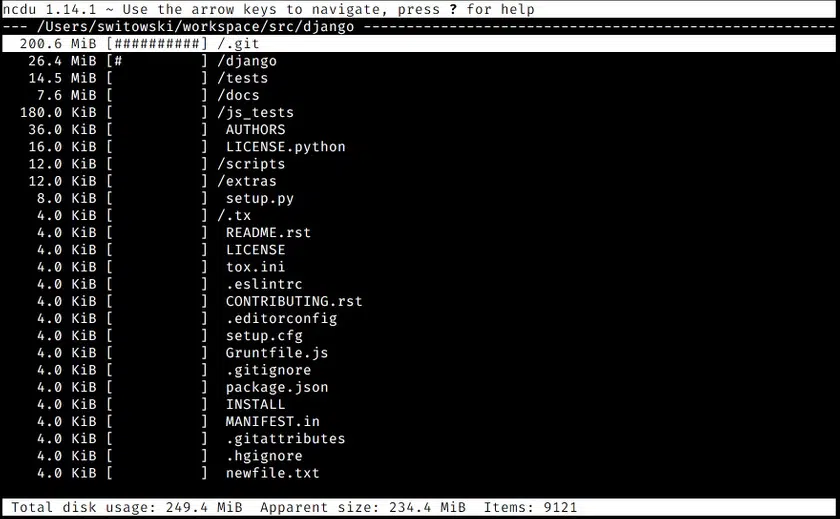 ncdu 1.14.1 ~ Use the arrow keys to navigate, press ? for help
--- /Users/switowski/workspace/src/django ----------------------------------------------------------
200.6 MiB [##########] /.git
26.4 MiB [#         ] /django
14.5 MiB [          ] /tests
7.6 MiB [          ] /docs
180.0 KiB [          ] /js_tests
36.0 KiB [          ]  AUTHORS
16.0 KiB [          ]  LICENSE.python
12.0 KiB [          ] /scripts
12.0 KiB [          ] /extras
8.0 KiB [          ]  setup.py
4.0 KiB [          ] /.tx
4.0 KiB [          ]  README.rst
4.0 KiB [          ]  LICENSE
4.0 KiB [          ]  tox.ini
4.0 KiB [          ]  .eslintrc
4.0 KiB [          ]  CONTRIBUTING.rst
4.0 KiB [          ]  .editorconfig
4.0 KiB [          ]  setup.cfg
4.0 KiB [          ]  Gruntfile.js
4.0 KiB [          ]  .gitignore
4.0 KiB [          ]  package.json
4.0 KiB [          ]  INSTALL
4.0 KiB [          ]  MANIFEST.in
4.0 KiB [          ]  .gitattributes
4.0 KiB [          ]  .hgignore
4.0 KiB [          ]  newfile.txt
Total disk usage: 249.4 MiB  Apparent size: 234.4 MiB  Items: 9121